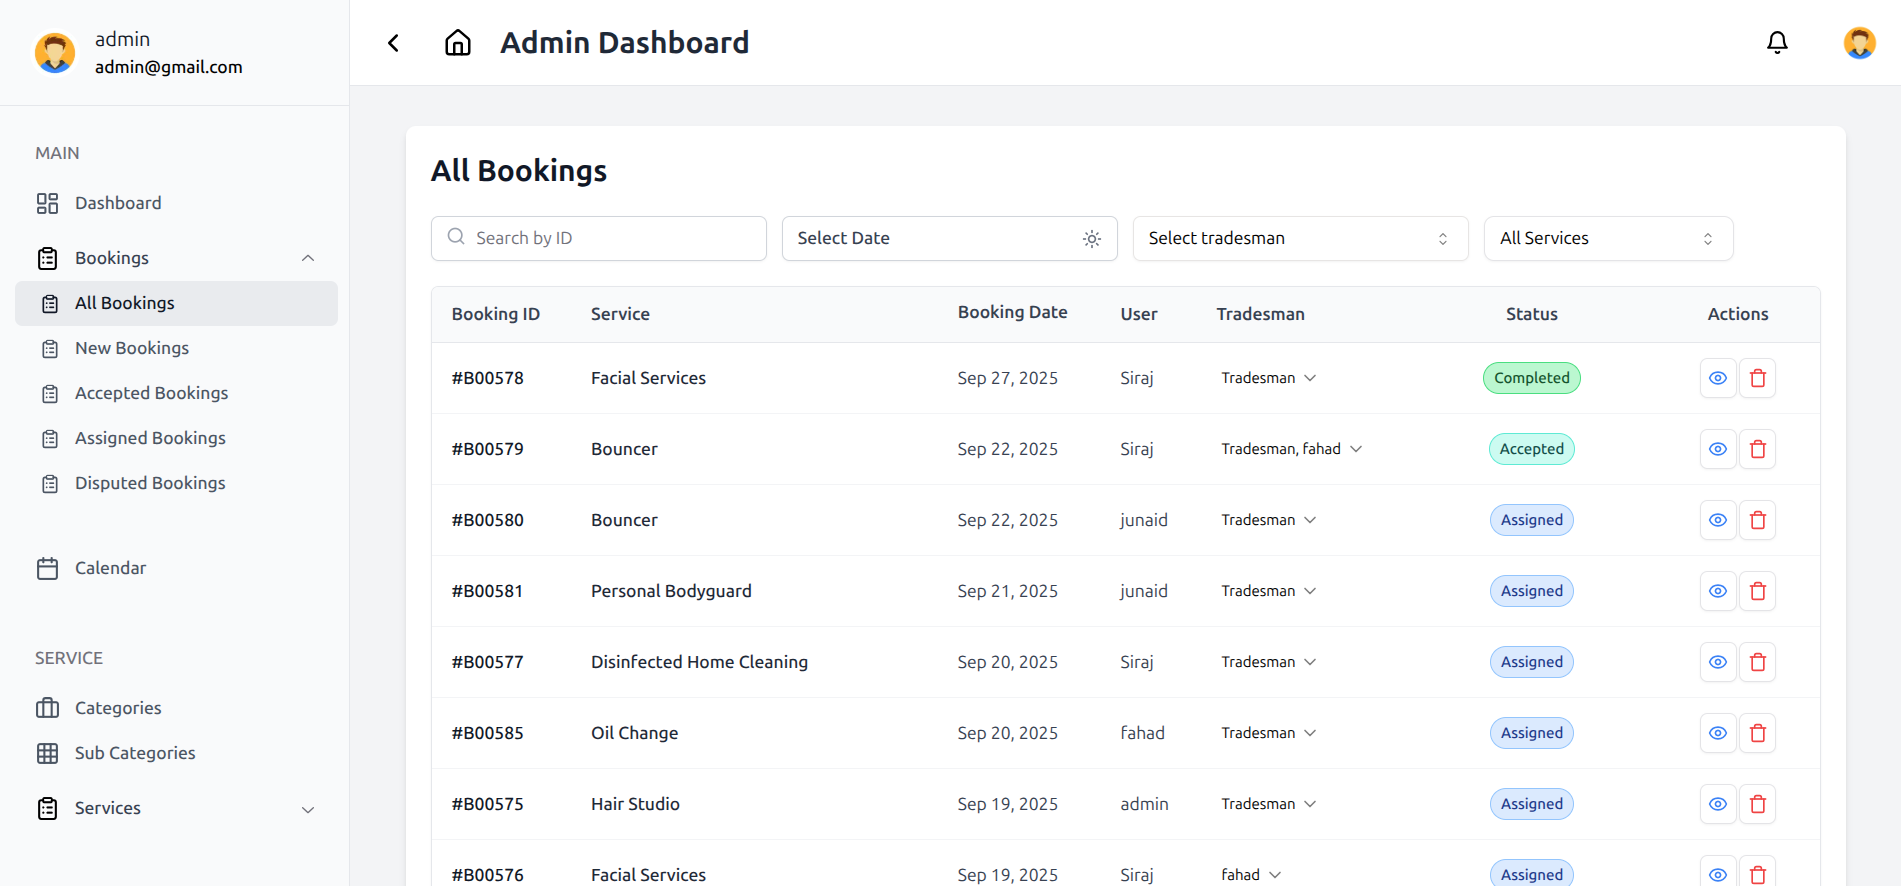 admin
admin@gmail.com
MAIN
Dashboard
Bookings
All Bookings
New Bookings
Accepted Bookings
Assigned Bookings
Disputed Bookings
Calendar
SERVICE
Categories
Sub Categories
Services
Admin Dashboard
All Bookings
Search by ID
Select Date
Select tradesman
All Services
Booking ID Service Booking Date User Tradesman Status Actions
#B00578 Facial Services Sep 27, 2025 Siraj Tradesman Completed
#B00579 Bouncer Sep 22, 2025 Siraj Tradesman, fahad Accepted
#B00580 Bouncer Sep 22, 2025 junaid Tradesman Assigned
#B00581 Personal Bodyguard Sep 21, 2025 junaid Tradesman Assigned
#B00577 Disinfected Home Cleaning Sep 20, 2025 Siraj Tradesman Assigned
#B00585 Oil Change Sep 20, 2025 fahad Tradesman Assigned
#B00575 Hair Studio Sep 19, 2025 admin Tradesman Assigned
#B00576 Facial Services Sep 19, 2025 Siraj fahad Assigned